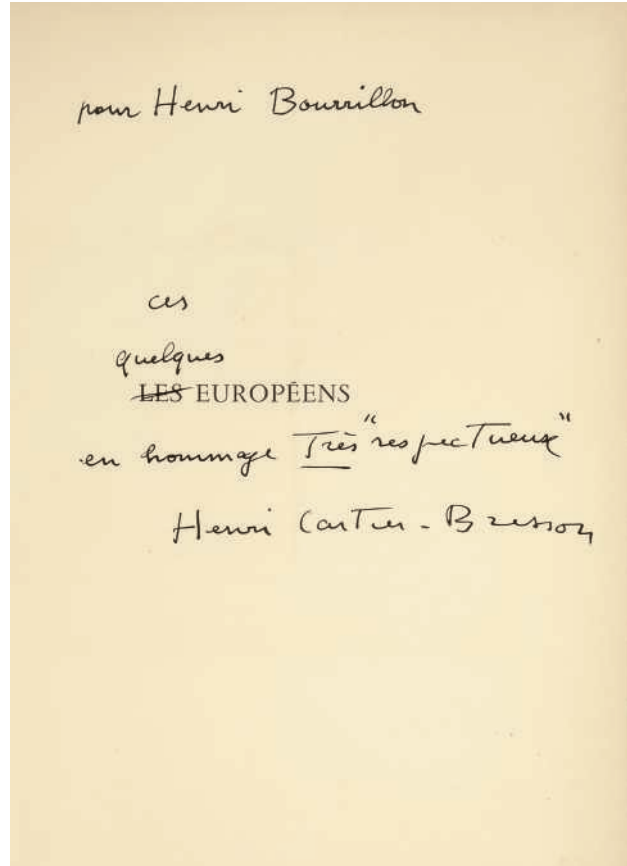 pour Henri Bourrillon
ces
quelques
LES EUROPÉENS
en hommage Très "respectueux"
Henri Cartier-Bresson